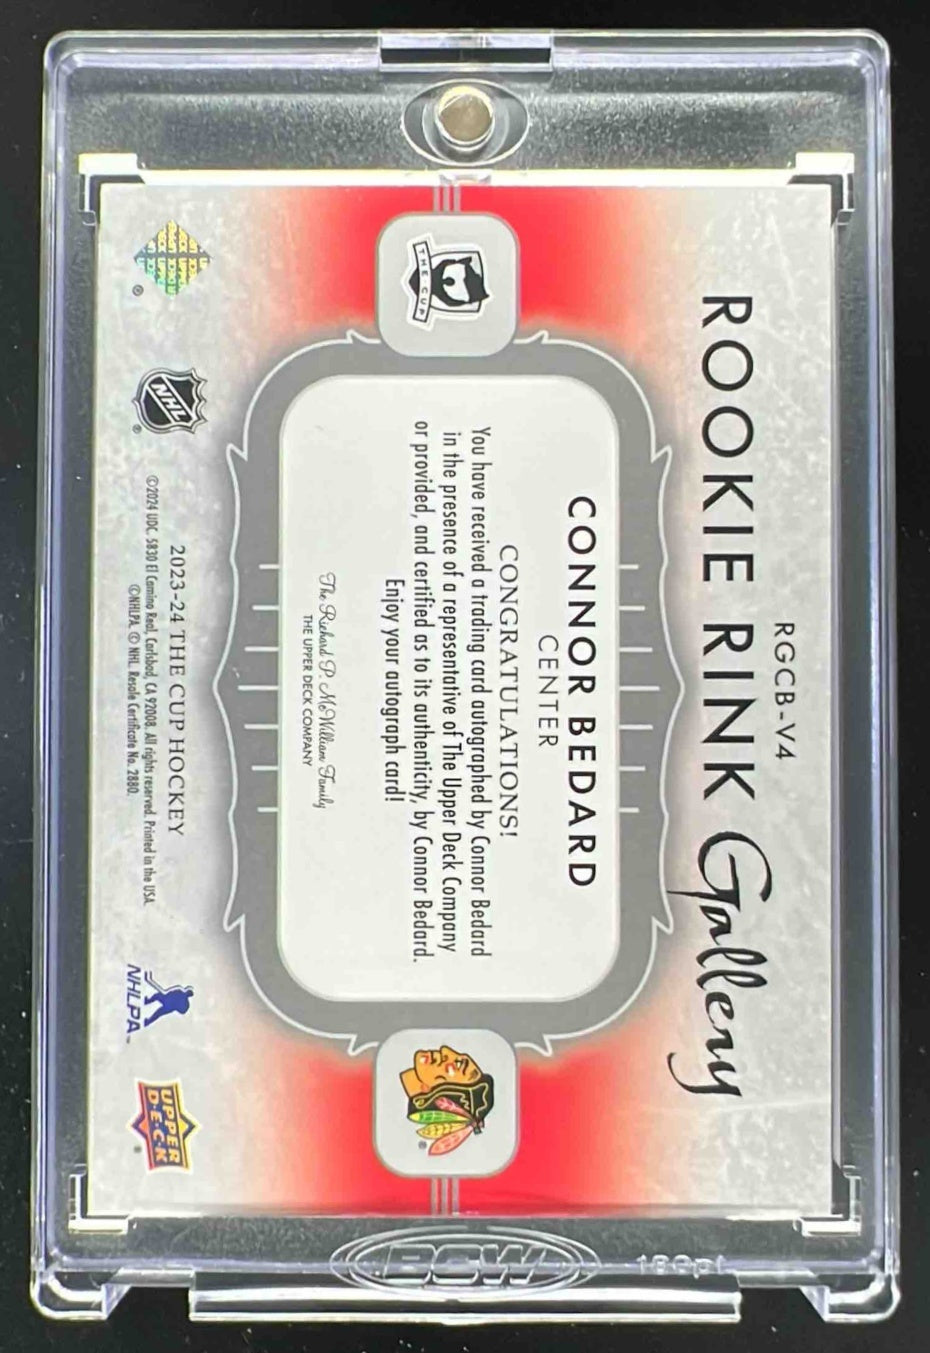 RGCB-V4
ROOKIE RINK Gallery
THE CUP
CONNOR BEDARD
CENTER
CONGRATULATIONS!
You have received a trading card autographed by Connor Bedard
in the presence of a representative of The Upper Deck Company
or provided, and certified as to its authenticity, by Connor Bedard.
Enjoy your autograph card!
The Richard P. McWilliam Family
THE UPPER DECK COMPANY
NHL
2023-24 THE CUP HOCKEY
©2024 UDC. 5830 El Camino Real, Carlsbad, CA 92008. All rights reserved. Printed in the USA.
©NHLPA. © NHL. Resale Certificate No. 2880.
NHLPA
UPPER
DECK
BCW
180pt